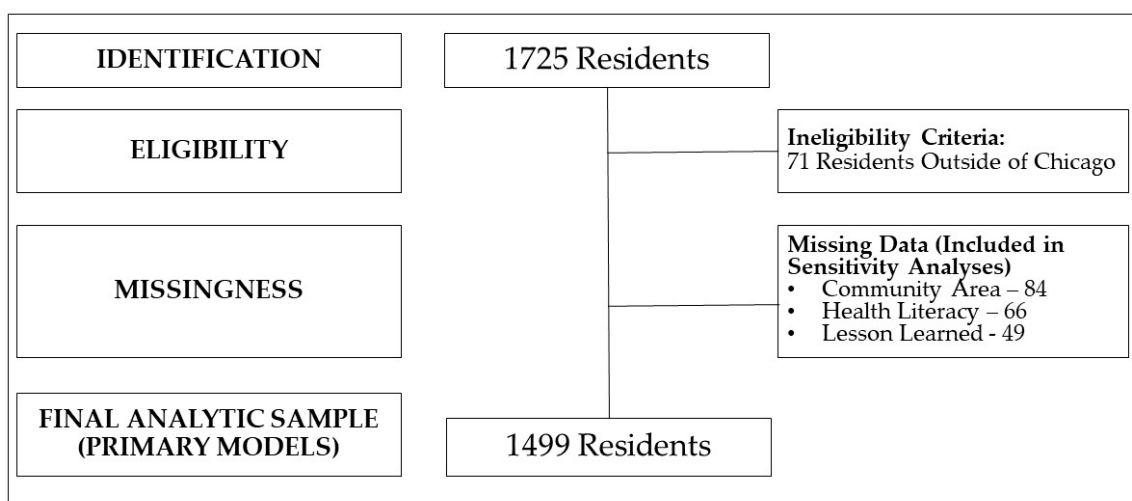 IDENTIFICATION
1725 Residents
ELIGIBILITY
Ineligibility Criteria:
71 Residents Outside of Chicago
MISSINGNESS
Missing Data (Included in
Sensitivity Analyses)
• Community Area – 84
• Health Literacy – 66
• Lesson Learned - 49
FINAL ANALYTIC SAMPLE
(PRIMARY MODELS)
1499 Residents